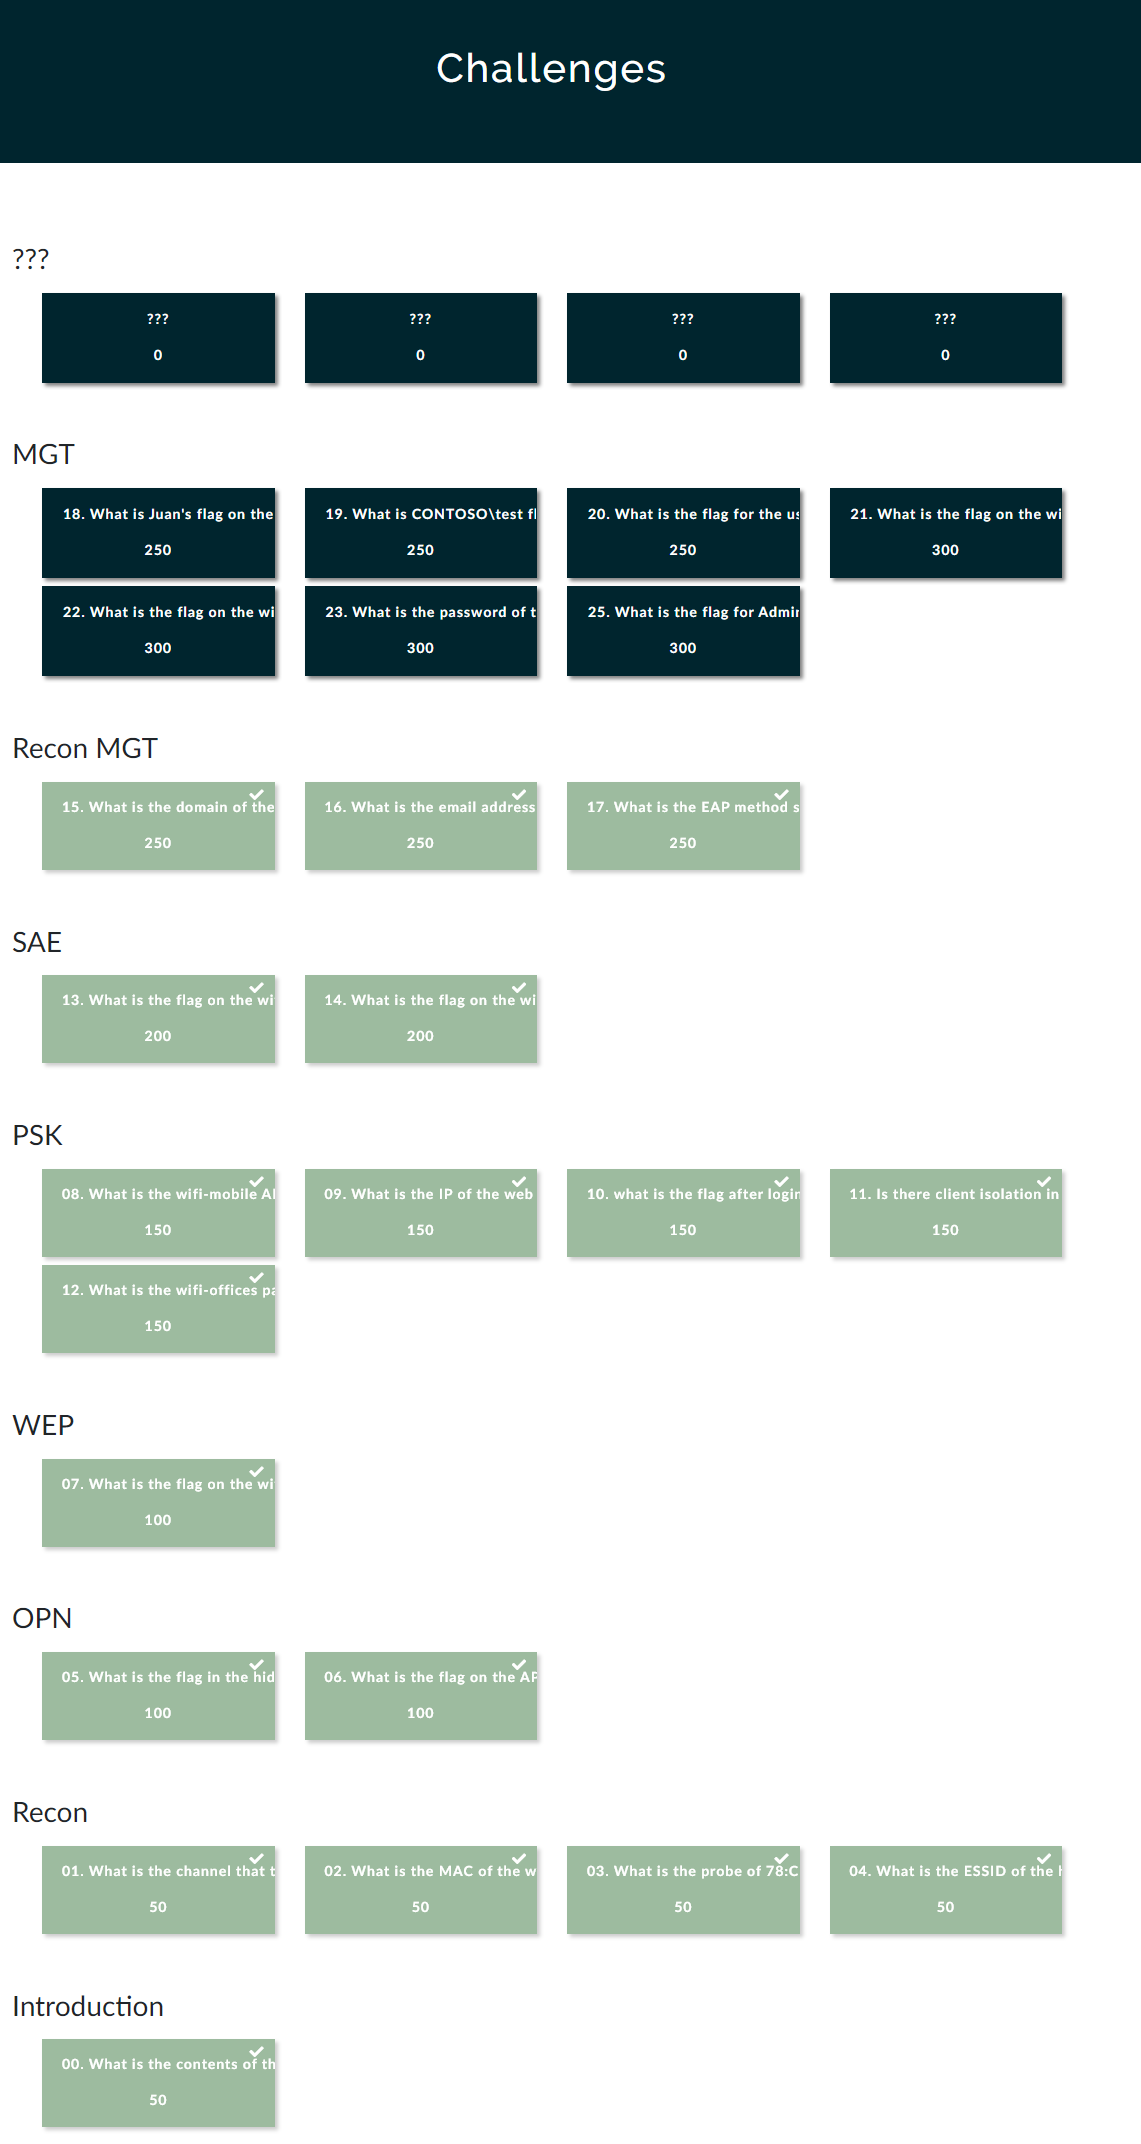 Challenges
???
???
0
???
0
???
0
???
0
MGT
18. What is Juan's flag on the
250
19. What is CONTOSO\test fl
250
20. What is the flag for the us
250
21. What is the flag on the wi
300
22. What is the flag on the wi
300
23. What is the password of t
300
25. What is the flag for Admin
300
Recon MGT
15. What is the domain of the
250
16. What is the email address
250
17. What is the EAP method s
250
SAE
13. What is the flag on the wi
200
14. What is the flag on the wi
200
PSK
08. What is the wifi-mobile AP
150
09. What is the IP of the web
150
10. what is the flag after login
150
11. Is there client isolation in
150
12. What is the wifi-offices pa
150
WEP
07. What is the flag on the wi
100
OPN
05. What is the flag in the hid
100
06. What is the flag on the AP
100
Recon
01. What is the channel that t
50
02. What is the MAC of the w
50
03. What is the probe of 78:C
50
04. What is the ESSID of the h
50
Introduction
00. What is the contents of th
50